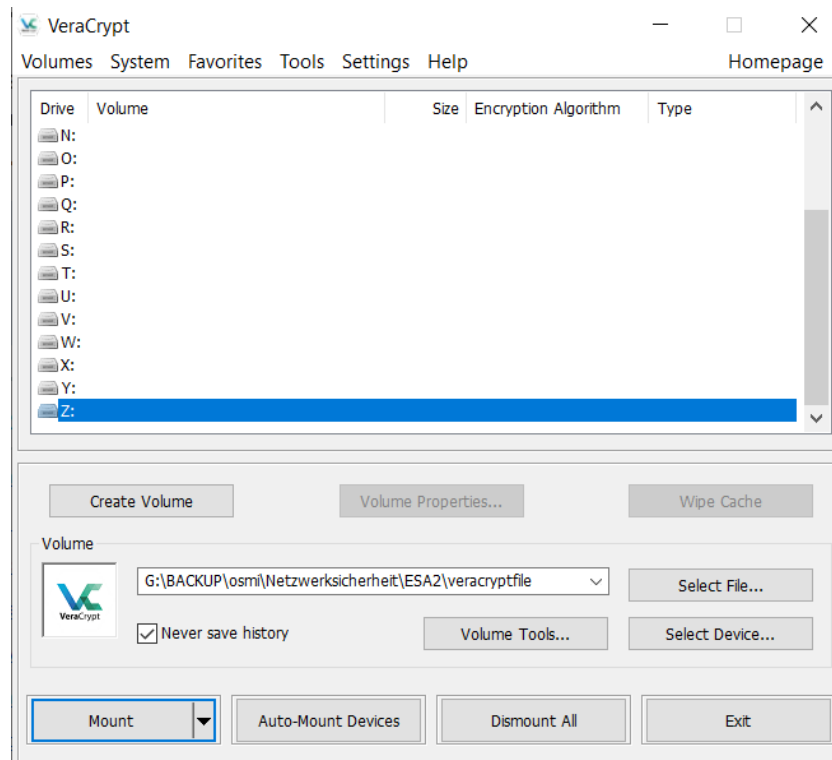 VeraCrypt
Volumes System Favorites Tools Settings Help Homepage
Drive Volume Size Encryption Algorithm Type
N:
O:
P:
Q:
R:
S:
T:
U:
V:
W:
X:
Y:
Z:
Create Volume Volume Properties... Wipe Cache
Volume
G:\BACKUP\osmi\Netzwerksicherheit\ESA2\veracryptfile Select File...
VeraCrypt
Never save history Volume Tools... Select Device...
Mount Auto-Mount Devices Dismount All Exit